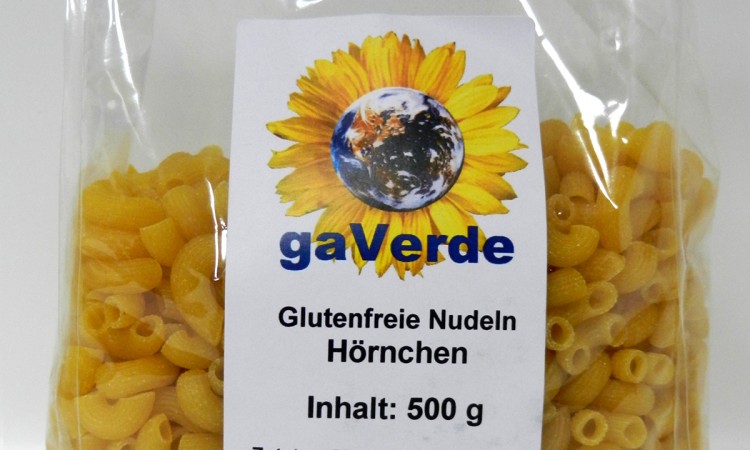 gaVerde
Glutenfreie Nudeln
Hörnchen
Inhalt: 500 g